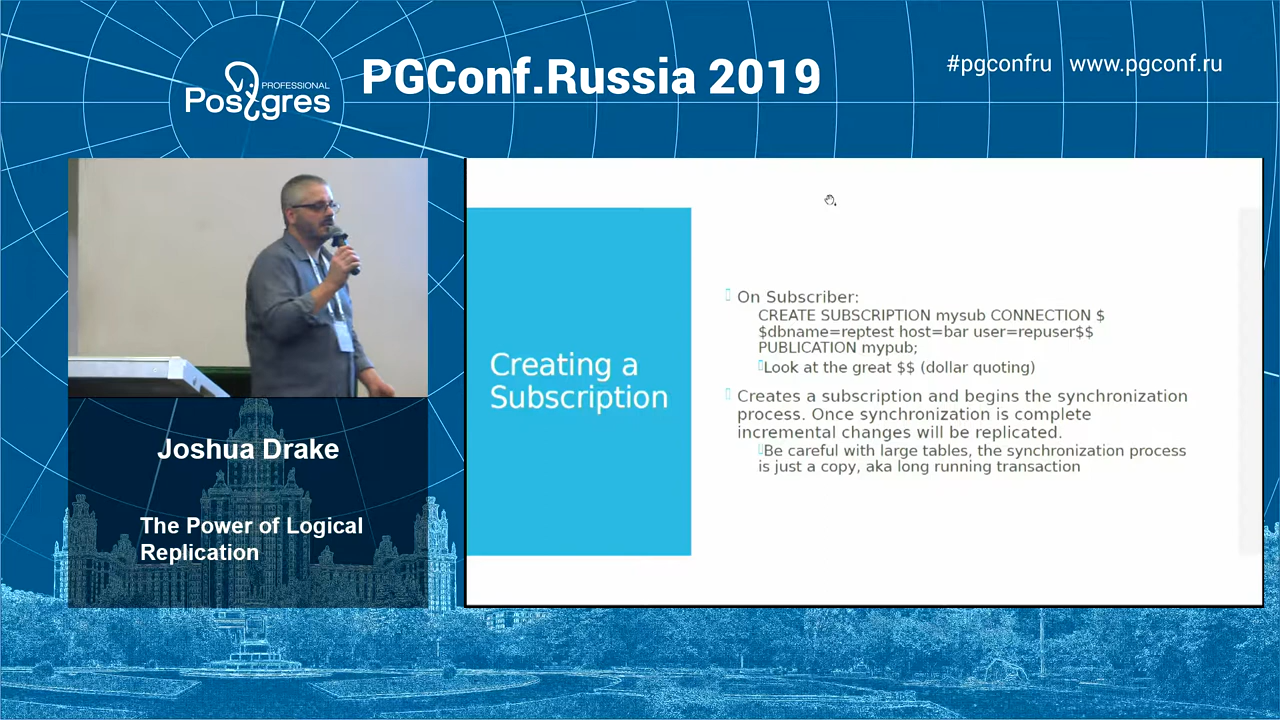 PROFESSIONAL
Postgres
PGConf.Russia 2019
#pgconfru www.pgconf.ru
Creating a
Subscription
On Subscriber:
CREATE SUBSCRIPTION mysub CONNECTION $
$dbname=reptest host=bar user=repuser$$
PUBLICATION mypub;
Look at the great $$ (dollar quoting)
Creates a subscription and begins the synchronization
process. Once synchronization is complete
incremental changes will be replicated.
Be careful with large tables, the synchronization process
is just a copy, aka long running transaction
Joshua Drake
The Power of Logical
Replication